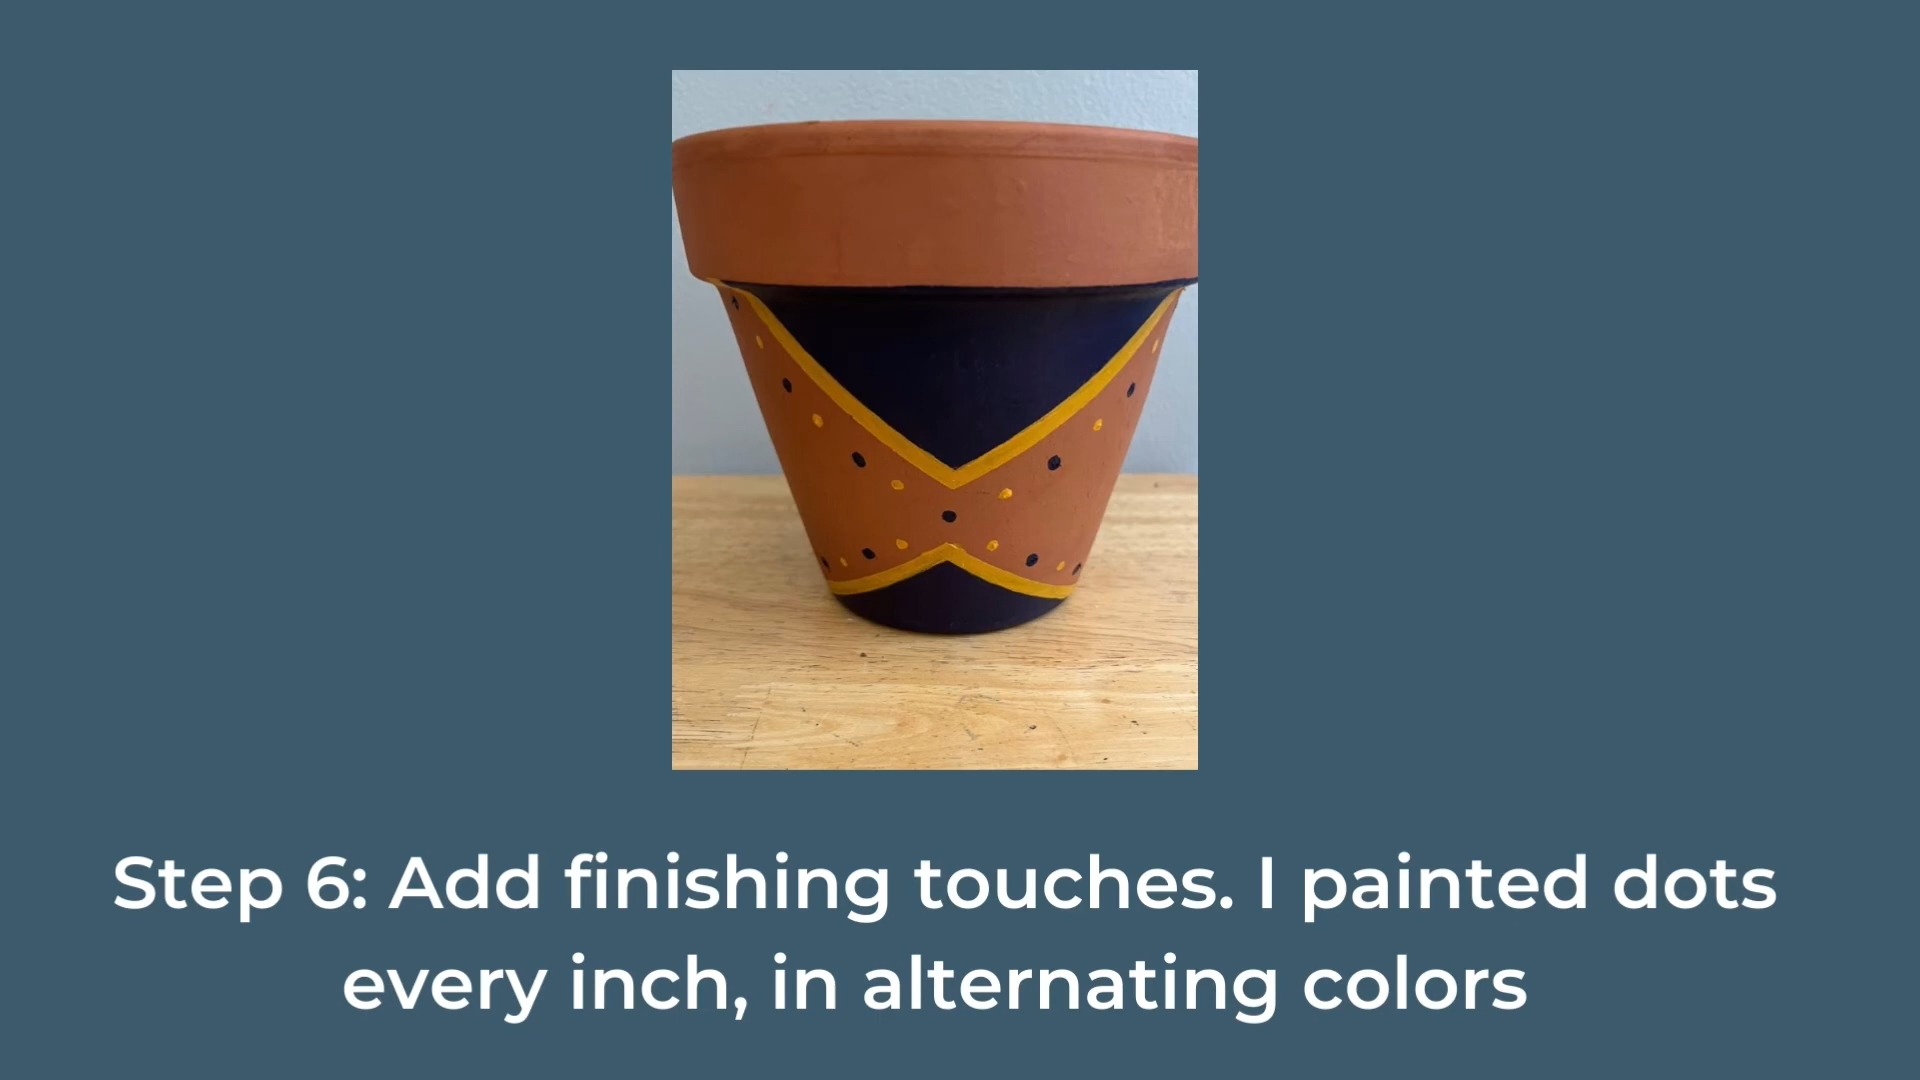 Step 6: Add finishing touches. I painted dots
every inch, in alternating colors